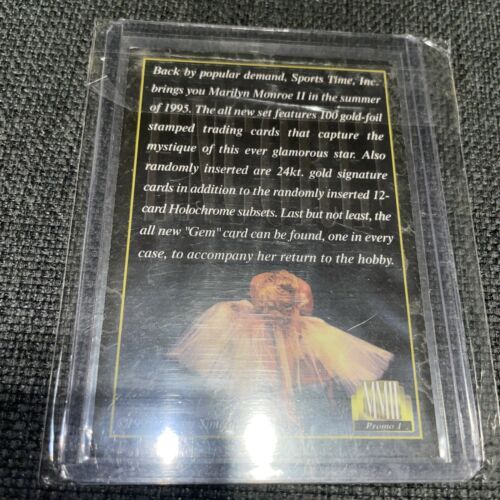 Back by popular demand, Sports Time, Inc.
brings you Marilyn Monroe II in the summer
of 1995. The all new set features 100 gold-foil
stamped trading cards that capture the
mystique of this ever glamorous star. Also
randomly inserted are 24kt. gold signature
cards in addition to the randomly inserted 12-
card Holochrome subsets. Last but not least, the
all new "Gem" card can be found, one in every
case, to accompany her return to the hobby.
MMII
Promo 1